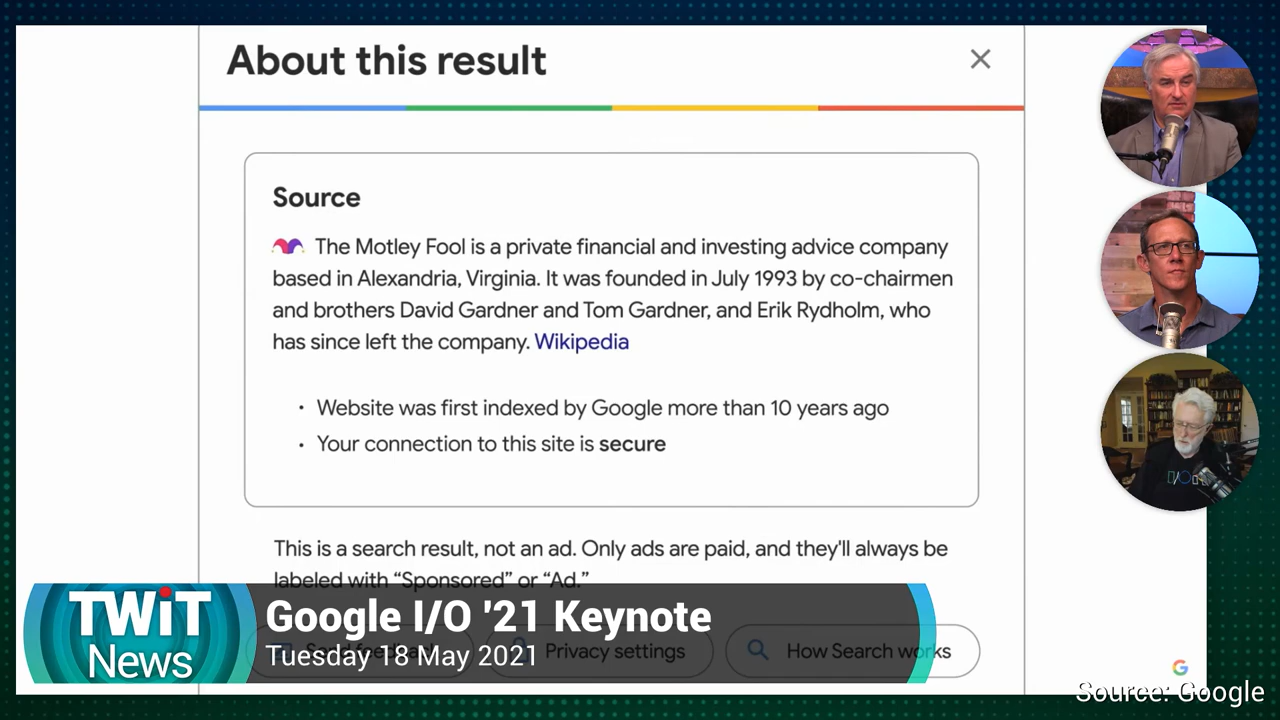 About this result
Source
The Motley Fool is a private financial and investing advice company
based in Alexandria, Virginia. It was founded in July 1993 by co-chairmen
and brothers David Gardner and Tom Gardner, and Erik Rydholm, who
has since left the company. Wikipedia
• Website was first indexed by Google more than 10 years ago
• Your connection to this site is secure
This is a search result, not an ad. Only ads are paid, and they'll always be
labeled with “Sponsored” or “Ad.”
Send feedback
Privacy settings
How Search works
TWiT
News
Google I/O '21 Keynote
Tuesday 18 May 2021
G
Source: Google